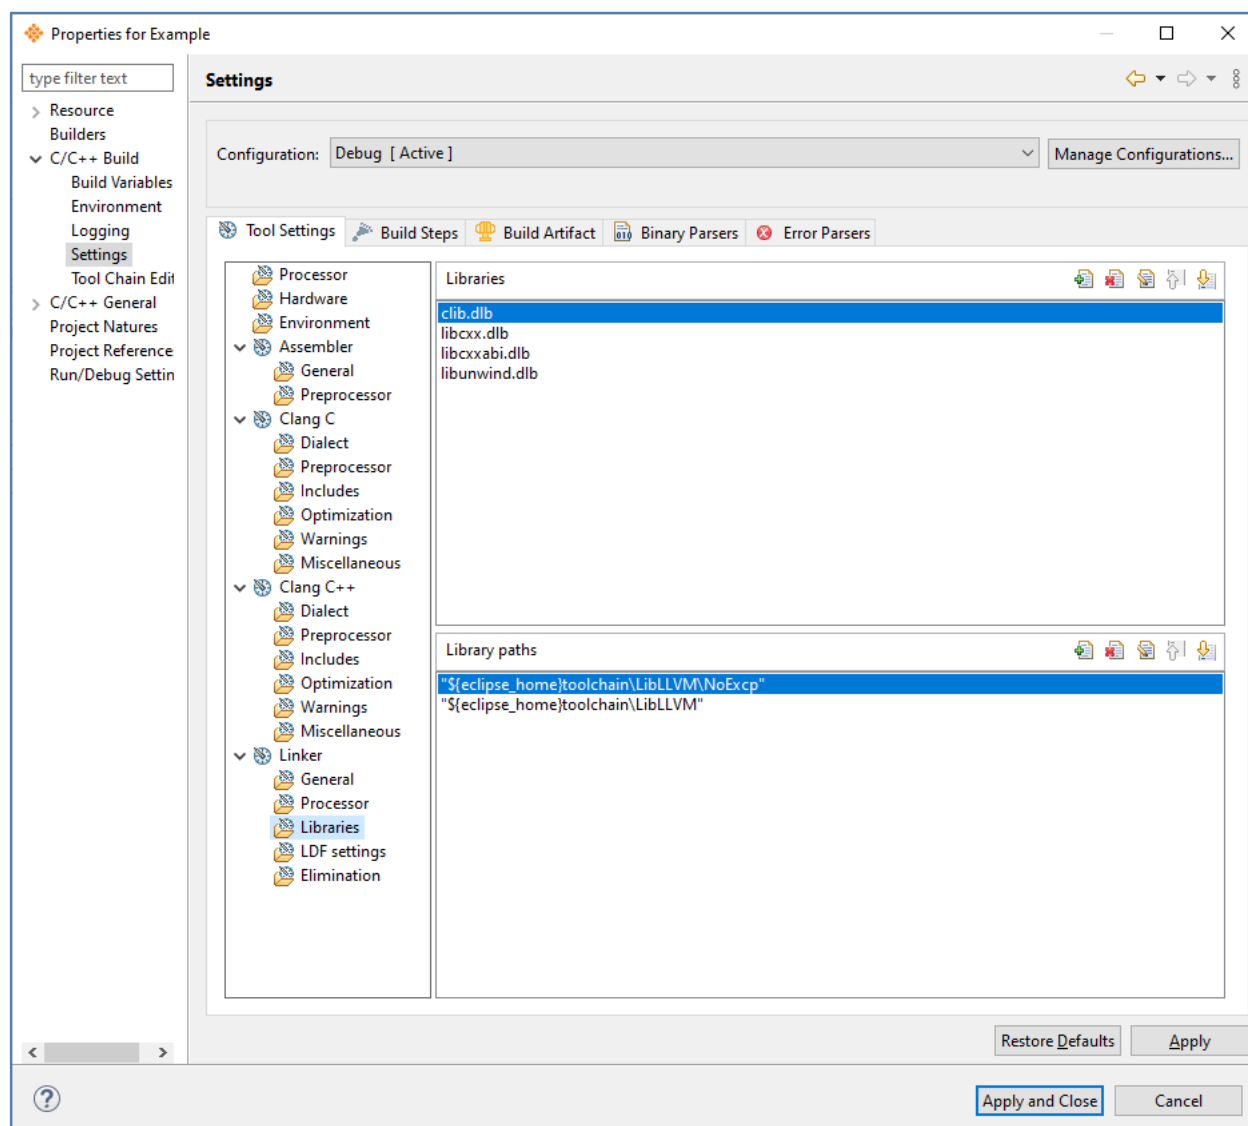 Properties for Example
type filter text
Settings
Resource
Builders
C/C++ Build
Build Variables
Environment
Logging
Settings
Tool Chain Edit
C/C++ General
Project Natures
Project Reference
Run/Debug Settin
Configuration: Debug [ Active ] Manage Configurations...
Tool Settings Build Steps Build Artifact Binary Parsers Error Parsers
Processor
Hardware
Environment
Assembler
General
Preprocessor
Clang C
Dialect
Preprocessor
Includes
Optimization
Warnings
Miscellaneous
Clang C++
Dialect
Preprocessor
Includes
Optimization
Warnings
Miscellaneous
Linker
General
Processor
Libraries
LDF settings
Elimination
Libraries
clib.dlb
libcxx.dlb
libcxxabi.dlb
libunwind.dlb
Library paths
"${eclipse_home}toolchain\LibLLVM\NoExcp"
"${eclipse_home}toolchain\LibLLVM"
Restore Defaults Apply
Apply and Close Cancel